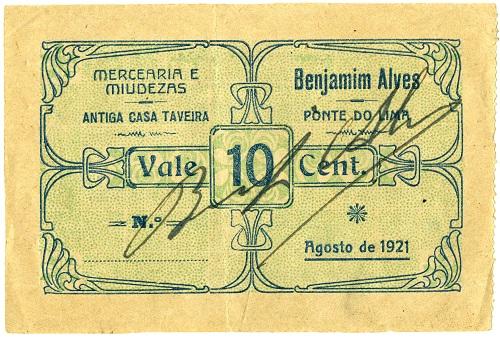 MERCEARIA E
MIUDEZAS
ANTIGA CASA TAVEIRA
Benjamim Alves
PONTE DO LIMA
Vale 10 Cent.
N.º
Agosto de 1921